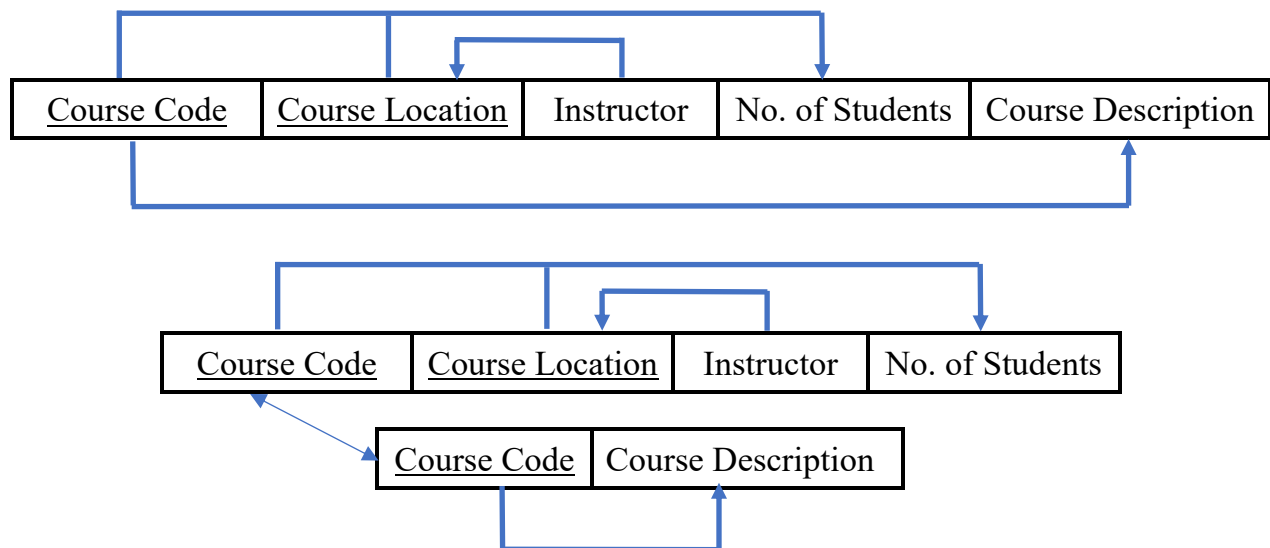 Course Code Course Location Instructor No. of Students Course Description
Course Code Course Location Instructor No. of Students
Course Code Course Description